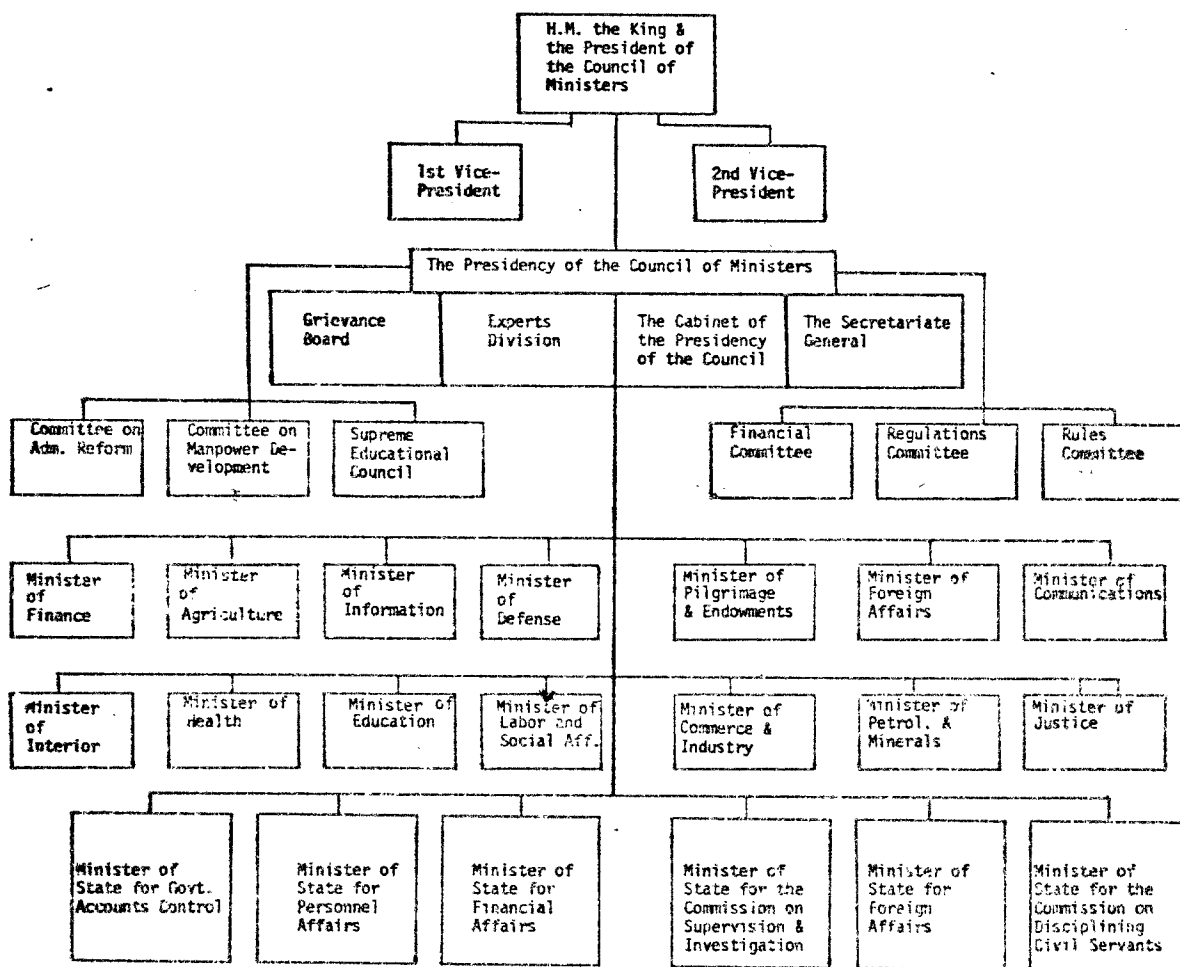 H.M. the King &
the President of
the Council of
Ministers
1st Vice-
President
2nd Vice-
President
The Presidency of the Council of Ministers
Grievance
Board
Experts
Division
The Cabinet of
the Presidency
of the Council
The Secretariate
General
Committee on
Adm. Reform
Committee on
Manpower De-
velopment
Supreme
Educational
Council
Financial
Committee
Regulations
Committee
Rules
Committee
Minister
of
Finance
Minister
of
Agriculture
Minister
of
Information
Minister
of
Defense
Minister of
Pilgrimage
& Endowments
Minister of
Foreign
Affairs
Minister of
Communications
Minister
of
Interior
Minister of
Health
Minister of
Education
Minister of
Labor and
Social Aff.
Minister of
Commerce &
Industry
Minister of
Petrol. &
Minerals
Minister of
Justice
Minister of
State for Govt.
Accounts Control
Minister of
State for
Personnel
Affairs
Minister of
State for
Financial
Affairs
Minister of
State for the
Commission on
Supervision &
Investigation
Minister of
State for
Foreign
Affairs
Minister of
State for the
Commission on
Disciplining
Civil Servants